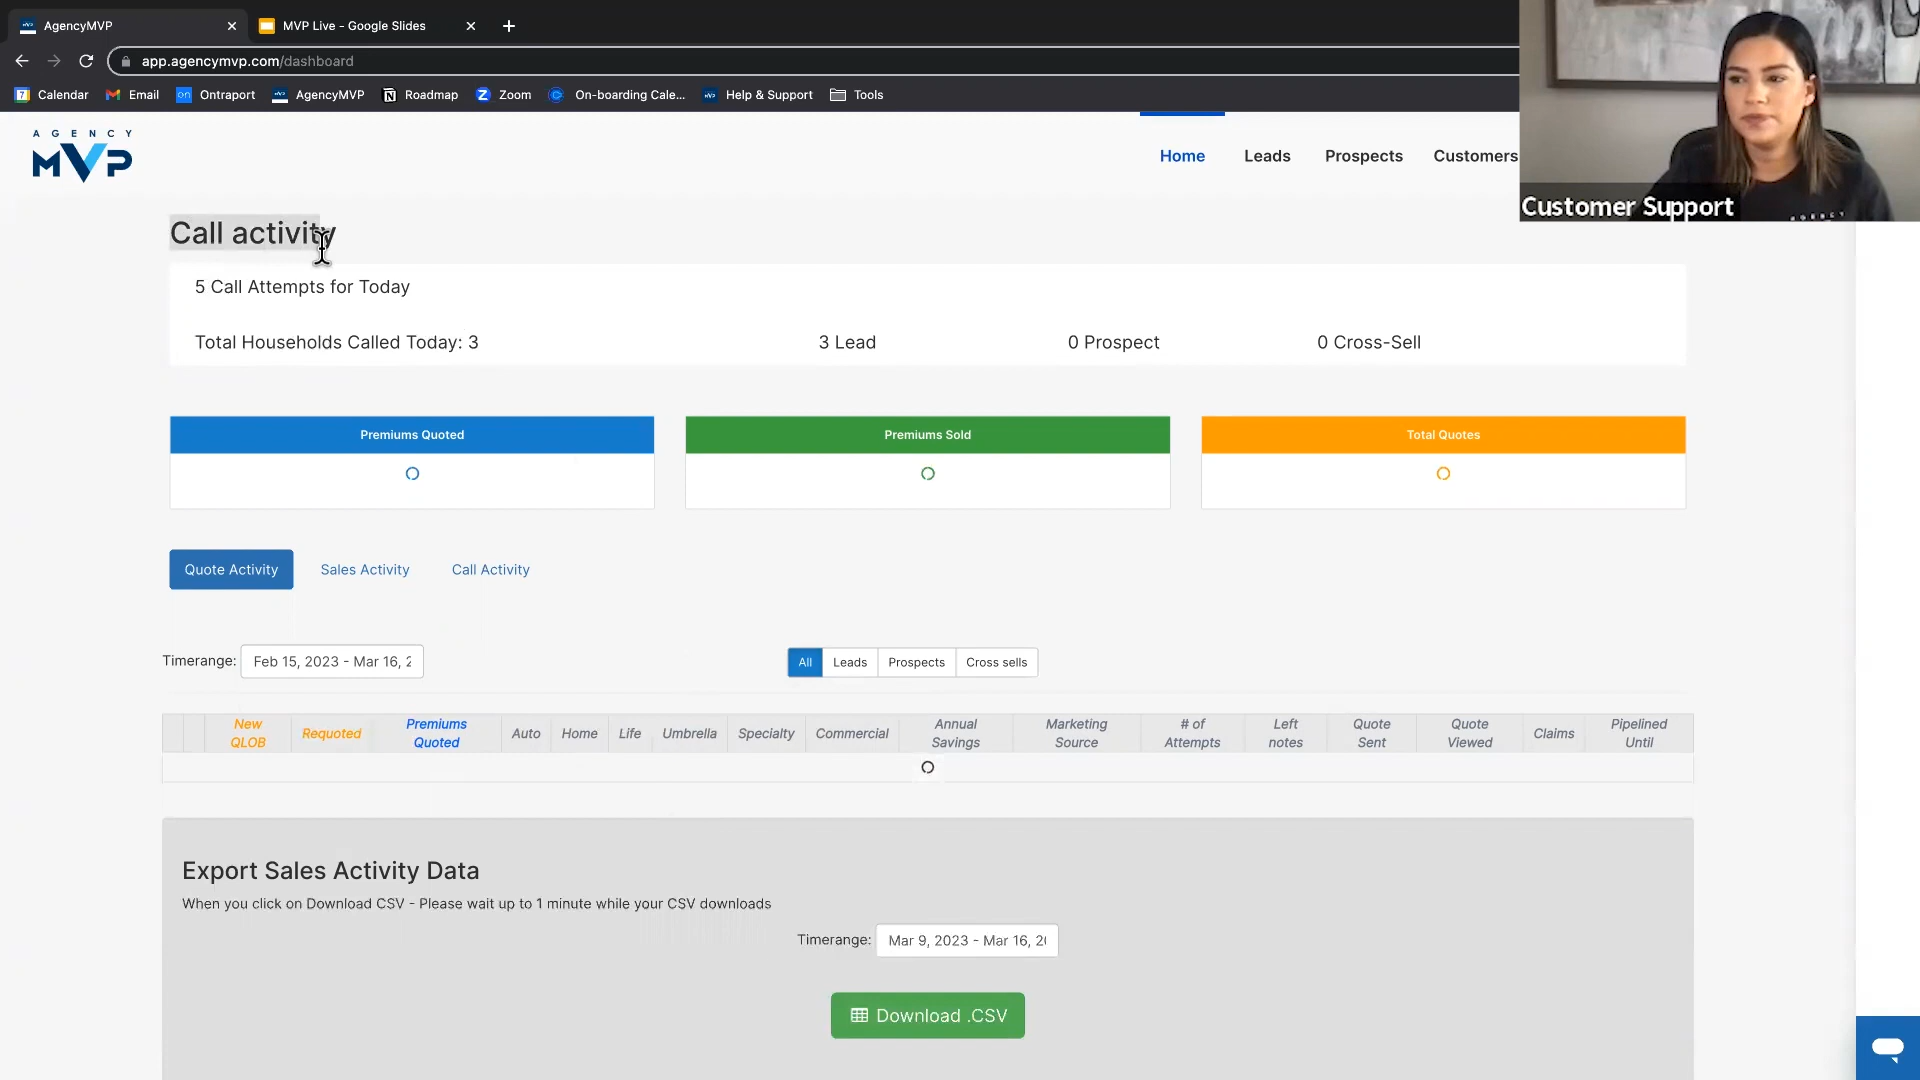 AgencyMVP
MVP Live - Google Slides
app.agencymvp.com/dashboard
Calendar
Email
Ontraport
AgencyMVP
Roadmap
Zoom
On-boarding Cale...
Help & Support
Tools
AGENCY
MVP
Home
Leads
Prospects
Customers
Customer Support
Call activity
5 Call Attempts for Today
Total Households Called Today: 3
3 Lead
0 Prospect
0 Cross-Sell
Premiums Quoted
Premiums Sold
Total Quotes
Quote Activity
Sales Activity
Call Activity
Timerange:
Feb 15, 2023 - Mar 16, 2
All
Leads
Prospects
Cross sells
New
QLOB
Requoted
Premiums
Quoted
Auto
Home
Life
Umbrella
Specialty
Commercial
Annual
Savings
Marketing
Source
# of
Attempts
Left
notes
Quote
Sent
Quote
Viewed
Claims
Pipelined
Until
Export Sales Activity Data
When you click on Download CSV - Please wait up to 1 minute while your CSV downloads
Timerange:
Mar 9, 2023 - Mar 16, 20
Download .CSV